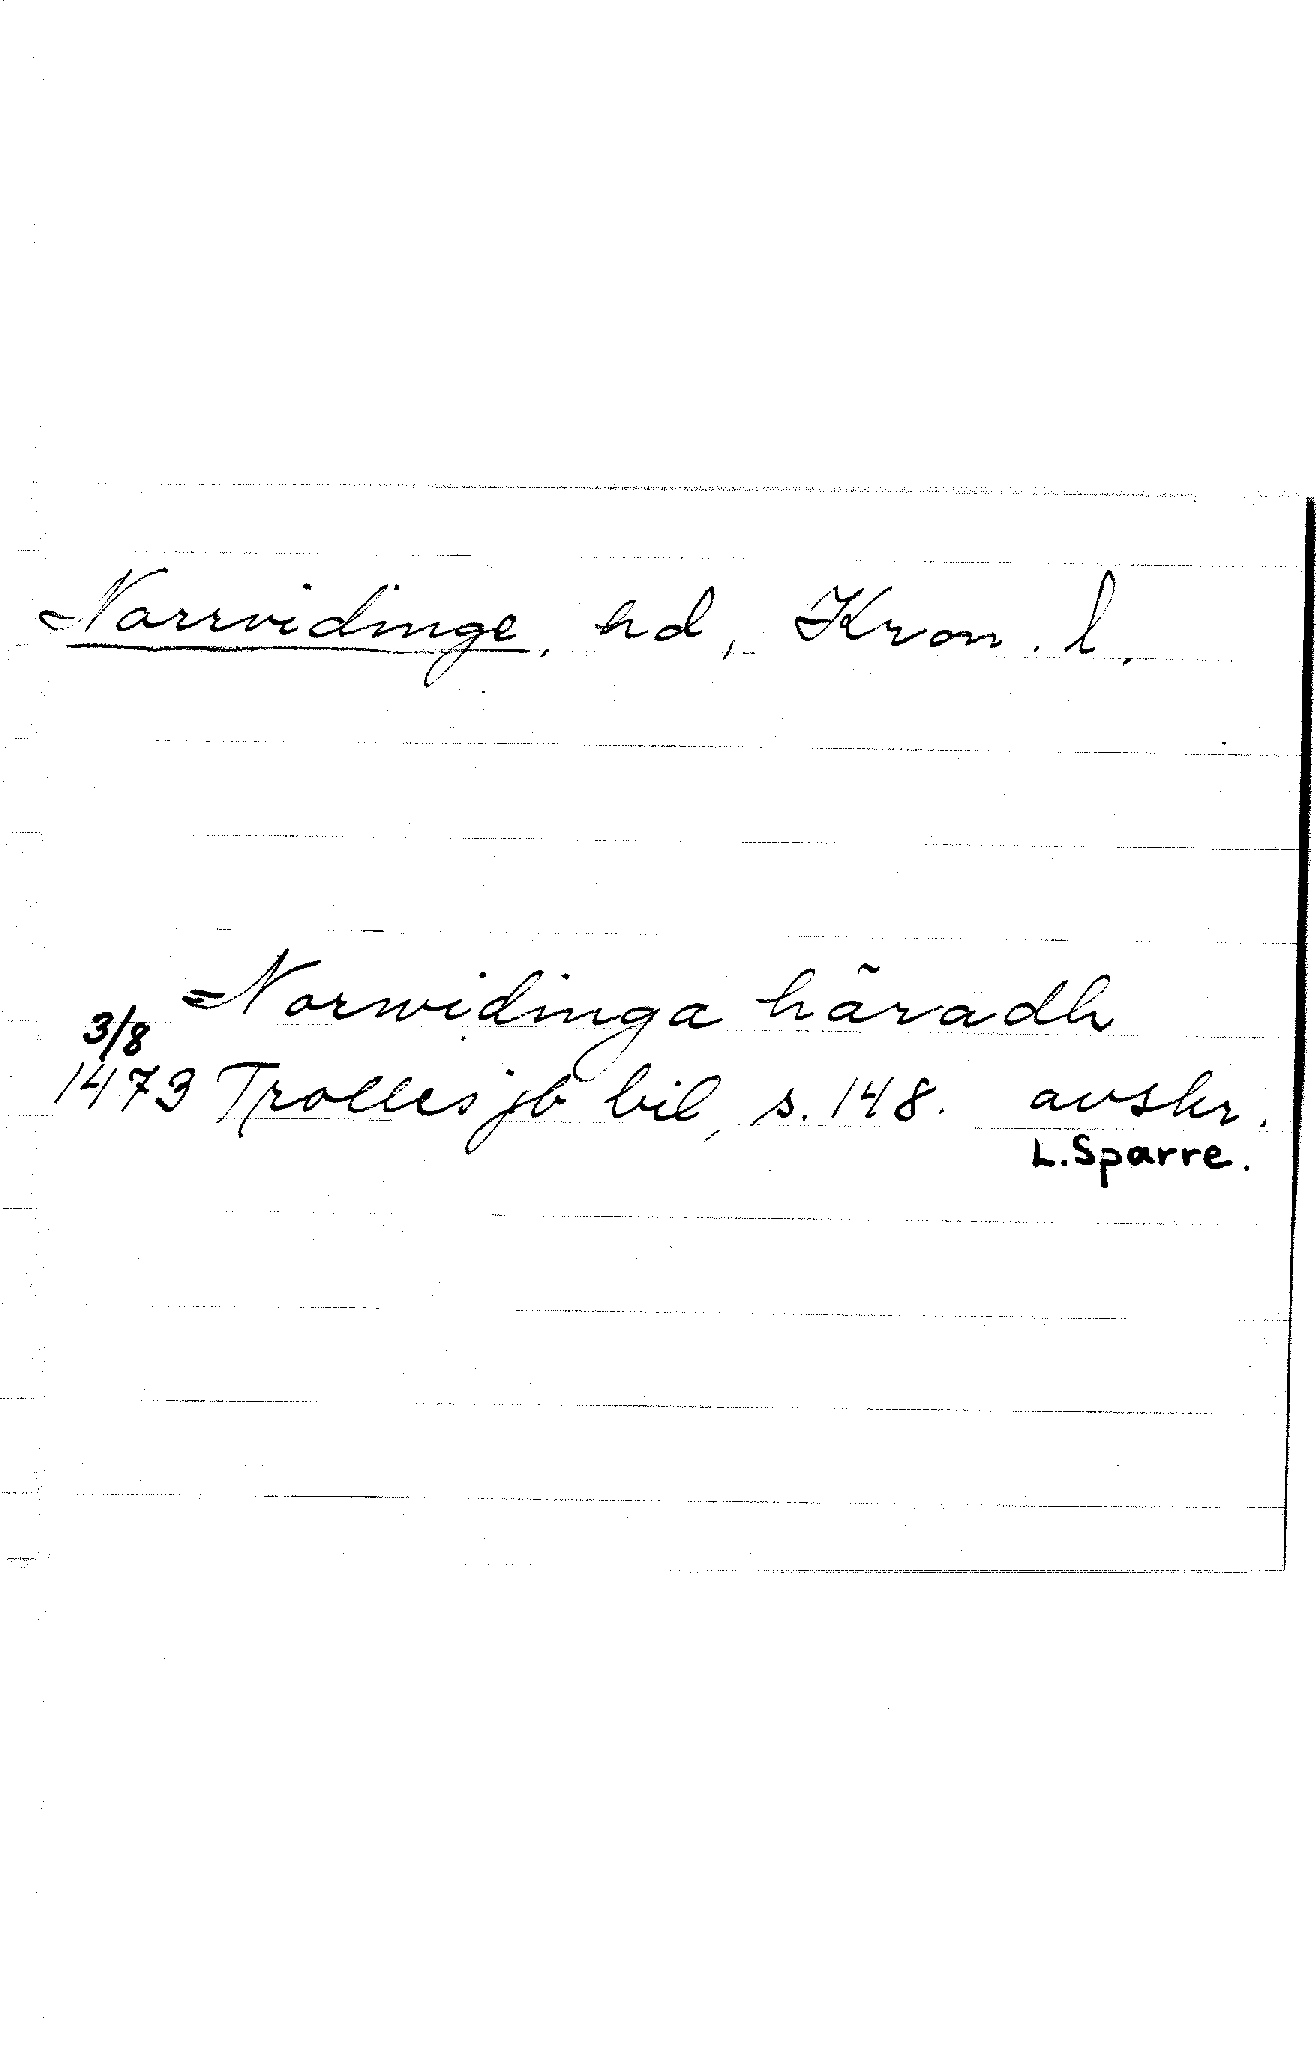 Norrvidinge, hd, Kron. l.
Norwidinga häradh
3/8
1473 Trolles jb bil, s. 148. avskr.
L. Sparre.